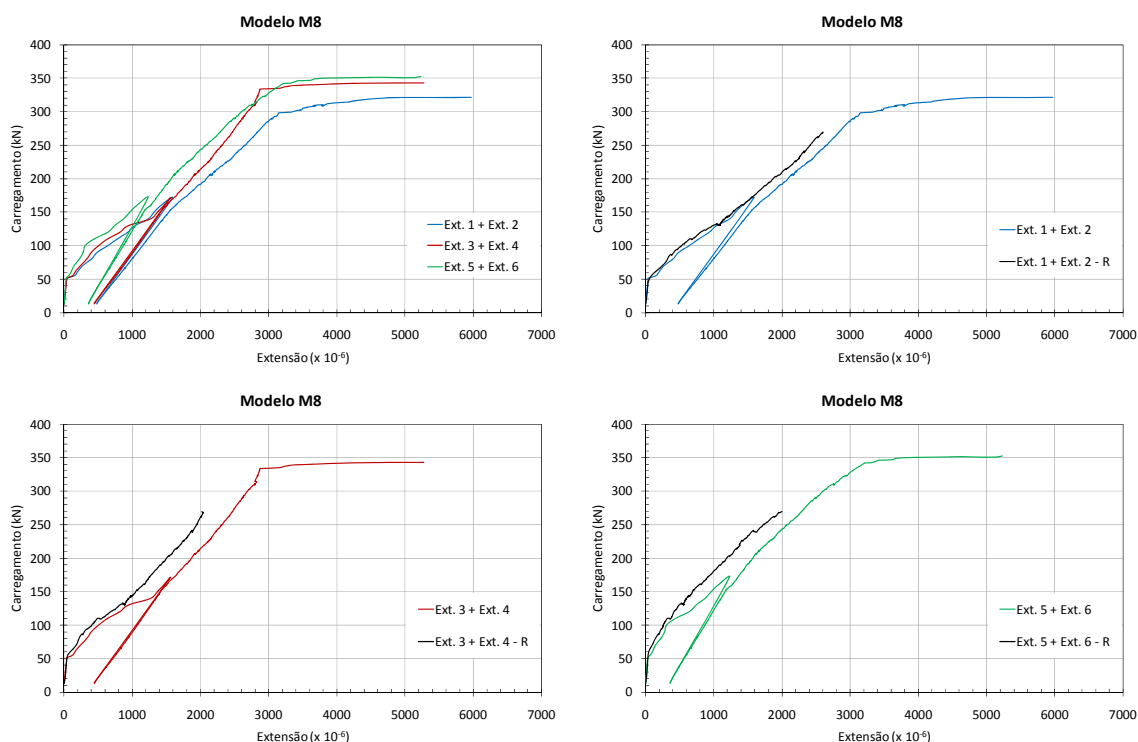 Modelo M8
400
350
300
250
200
150
100
50
0
Carregamento (kN)
0 1000 2000 3000 4000 5000 6000 7000
Extensão (x 10⁻⁶)
Ext. 1 + Ext. 2
Ext. 3 + Ext. 4
Ext. 5 + Ext. 6
Modelo M8
400
350
300
250
200
150
100
50
0
Carregamento (kN)
0 1000 2000 3000 4000 5000 6000 7000
Extensão (x 10⁻⁶)
Ext. 1 + Ext. 2
Ext. 1 + Ext. 2 - R
Modelo M8
400
350
300
250
200
150
100
50
0
Carregamento (kN)
0 1000 2000 3000 4000 5000 6000 7000
Extensão (x 10⁻⁶)
Ext. 3 + Ext. 4
Ext. 3 + Ext. 4 - R
Modelo M8
400
350
300
250
200
150
100
50
0
Carregamento (kN)
0 1000 2000 3000 4000 5000 6000 7000
Extensão (x 10⁻⁶)
Ext. 5 + Ext. 6
Ext. 5 + Ext. 6 - R